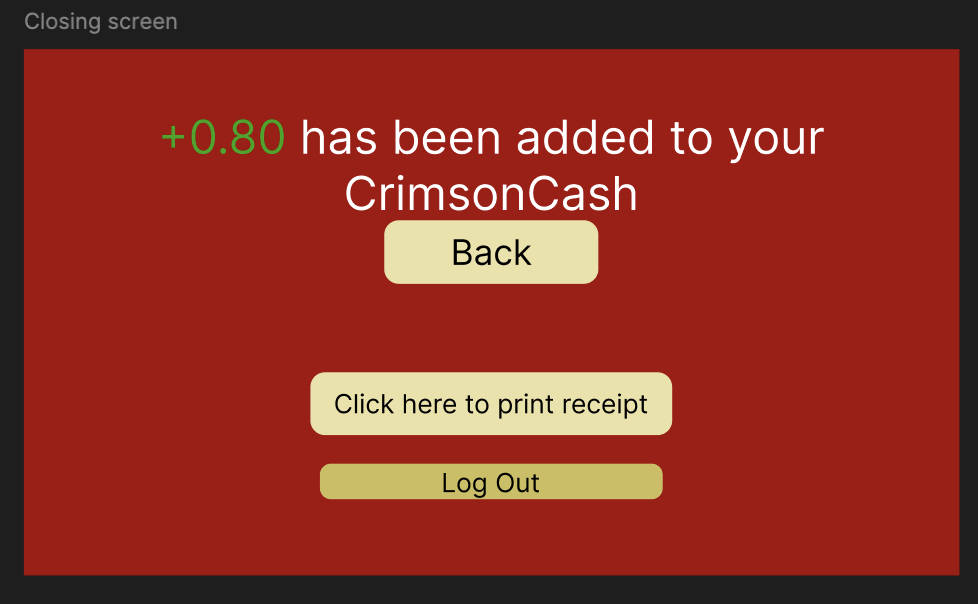 Closing screen
+0.80 has been added to your
CrimsonCash
Back
Click here to print receipt
Log Out